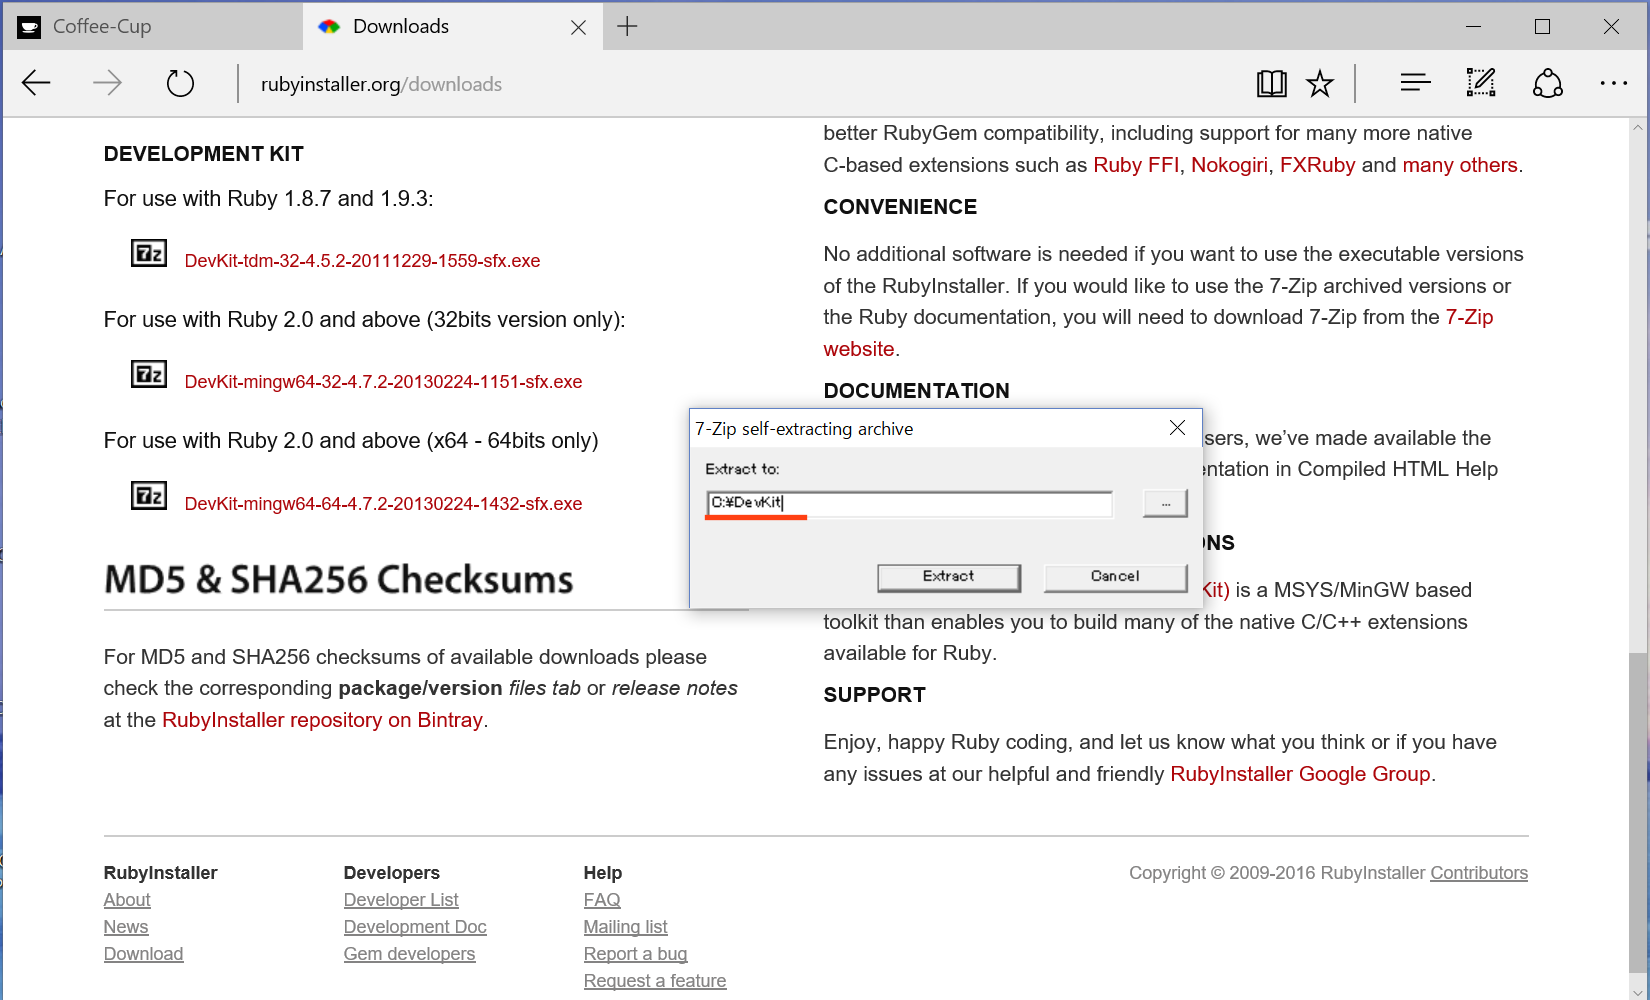 Coffee-Cup
Downloads
rubyinstaller.org/downloads
DEVELOPMENT KIT
For use with Ruby 1.8.7 and 1.9.3:
7z DevKit-tdm-32-4.5.2-20111229-1559-sfx.exe
For use with Ruby 2.0 and above (32bits version only):
7z DevKit-mingw64-32-4.7.2-20130224-1151-sfx.exe
For use with Ruby 2.0 and above (x64 - 64bits only)
7z DevKit-mingw64-64-4.7.2-20130224-1432-sfx.exe
MD5 & SHA256 Checksums
For MD5 and SHA256 checksums of available downloads please
check the corresponding package/version files tab or release notes
at the RubyInstaller repository on Bintray.
better RubyGem compatibility, including support for many more native
C-based extensions such as Ruby FFI, Nokogiri, FXRuby and many others.
CONVENIENCE
No additional software is needed if you want to use the executable versions
of the RubyInstaller. If you would like to use the 7-Zip archived versions or
the Ruby documentation, you will need to download 7-Zip from the 7-Zip
website.
DOCUMENTATION
sers, we've made available the
entation in Compiled HTML Help
ONS
Kit) is a MSYS/MinGW based
toolkit than enables you to build many of the native C/C++ extensions
available for Ruby.
SUPPORT
Enjoy, happy Ruby coding, and let us know what you think or if you have
any issues at our helpful and friendly RubyInstaller Google Group.
7-Zip self-extracting archive
Extract to:
C:¥DevKit
...
Extract
Cancel
RubyInstaller
About
News
Download
Developers
Developer List
Development Doc
Gem developers
Help
FAQ
Mailing list
Report a bug
Request a feature
Copyright © 2009-2016 RubyInstaller Contributors